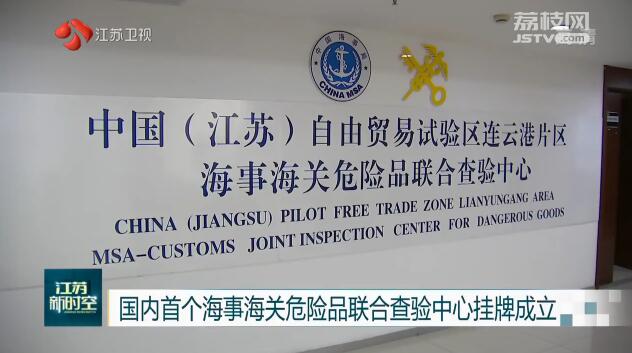 江苏卫视
荔枝网
JSTV.com
中国海事局
CHINA MSA
中国（江苏）自由贸易试验区连云港片区
海事海关危险品联合查验中心
CHINA (JIANGSU) PILOT FREE TRADE ZONE LIANYUNGANG AREA
MSA-CUSTOMS JOINT INSPECTION CENTER FOR DANGEROUS GOODS
江苏
新时空
国内首个海事海关危险品联合查验中心挂牌成立